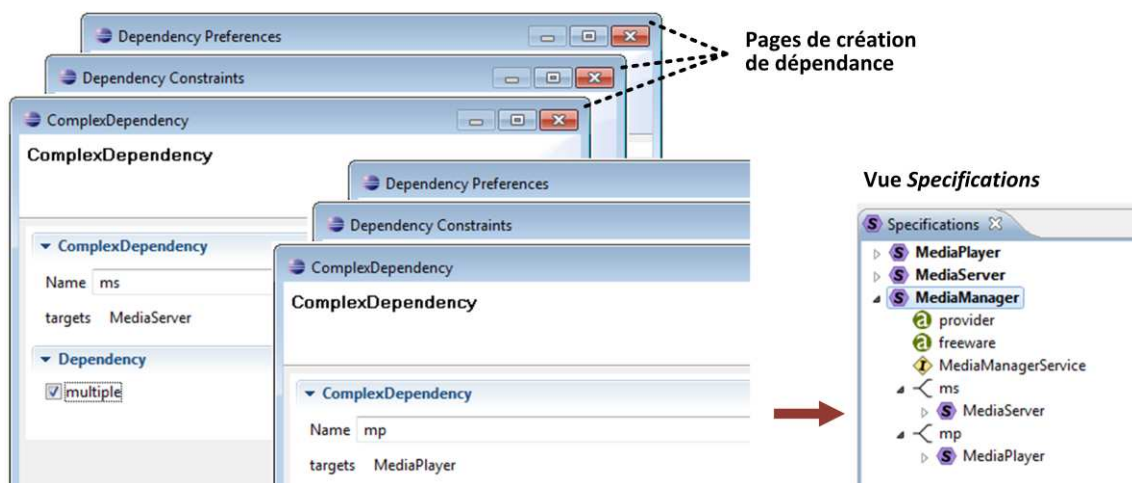 Dependency Preferences
Dependency Constraints
ComplexDependency
ComplexDependency
ComplexDependency
Name ms
targets MediaServer
Dependency
multiple
Dependency Preferences
Dependency Constraints
ComplexDependency
ComplexDependency
ComplexDependency
Name mp
targets MediaPlayer
Pages de création
de dépendance
Vue Specifications
Specifications
MediaPlayer
MediaServer
MediaManager
provider
freeware
MediaManagerService
ms
MediaServer
mp
MediaPlayer